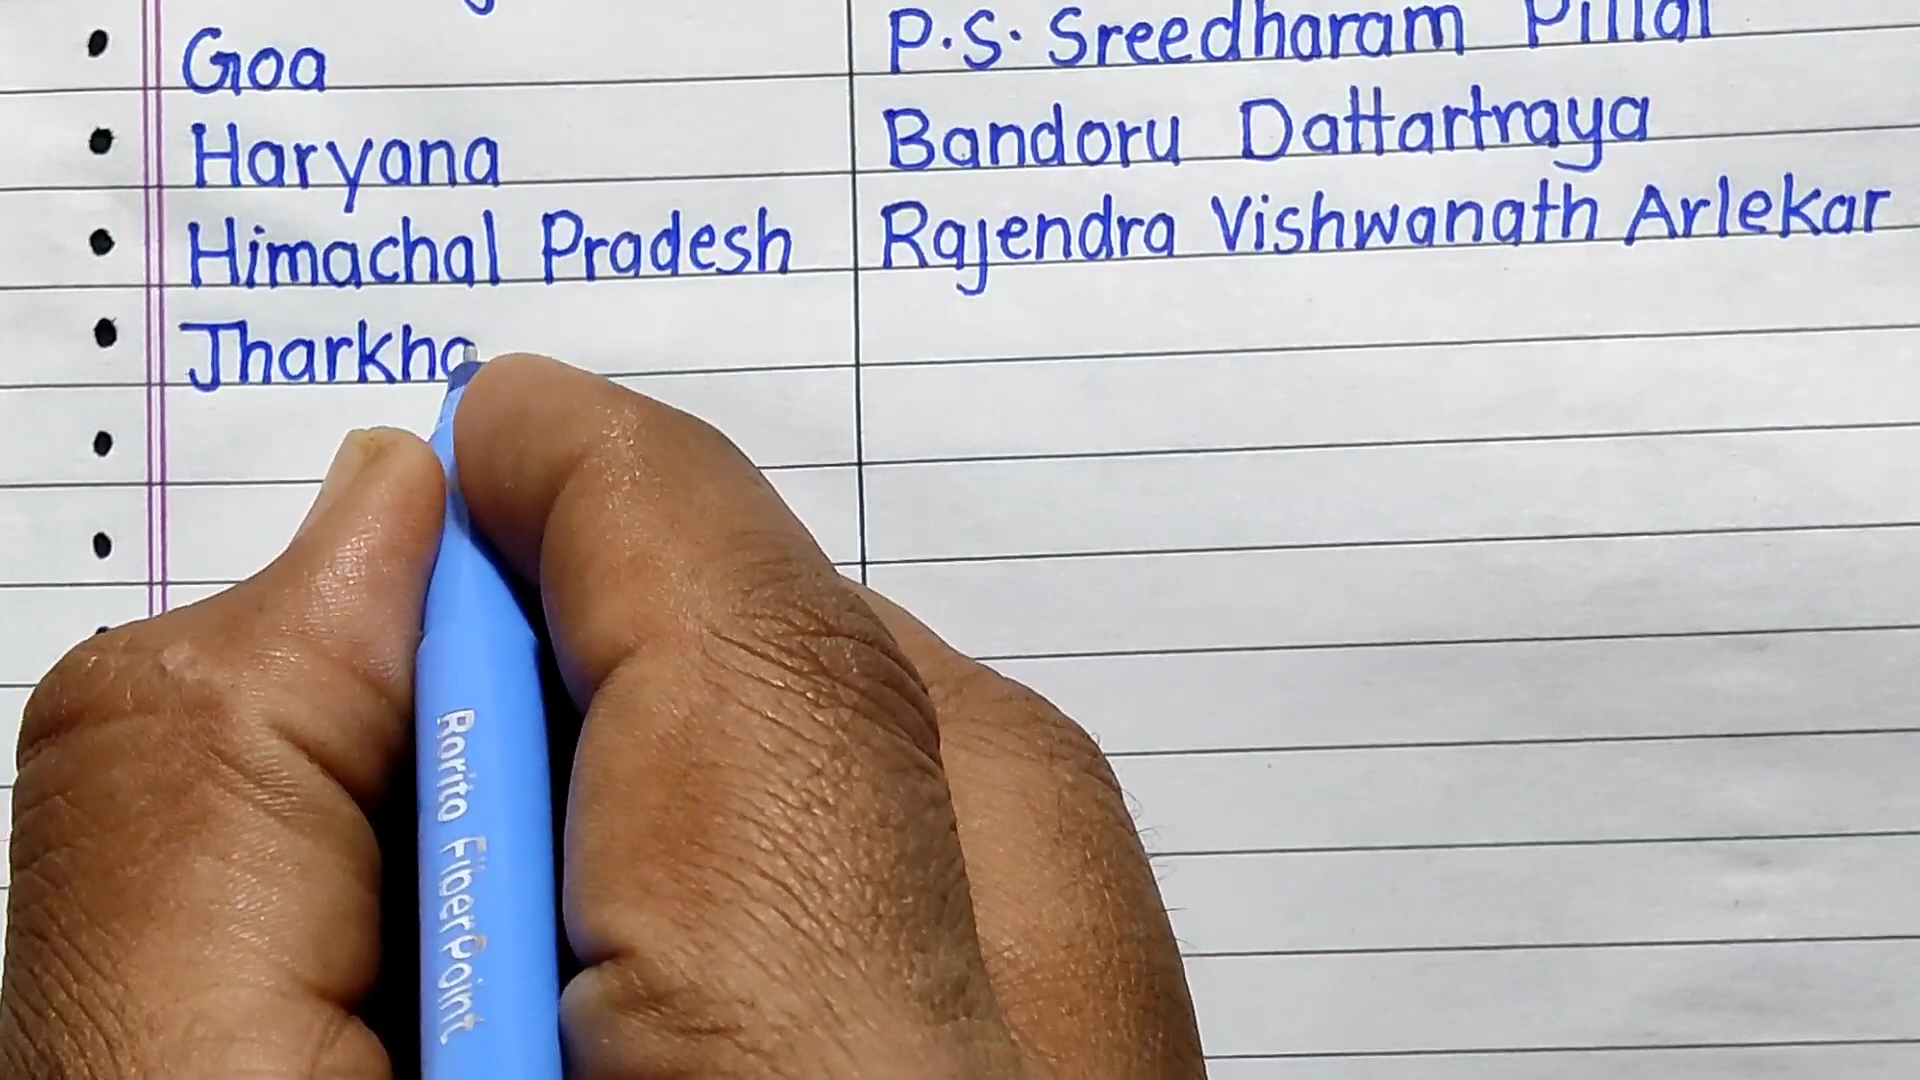 Goa P.S. Sreedharam Pillai
Haryana Bandoru Dattartraya
Himachal Pradesh Rajendra Vishwanath Arlekar
Jharkha
Rorito FiberPoint